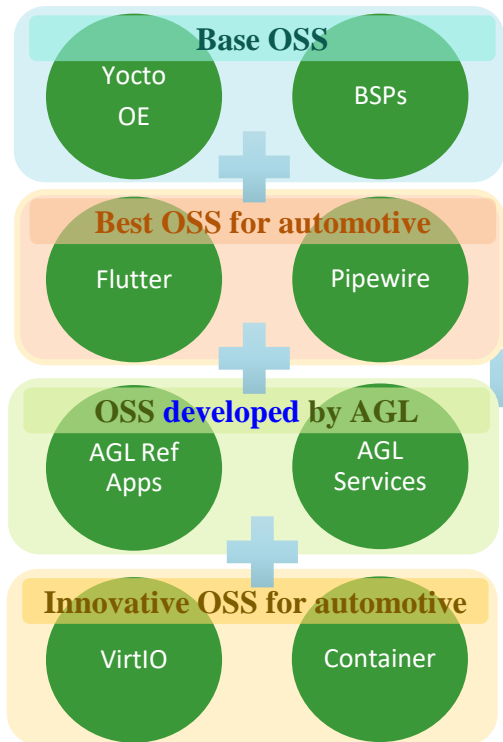 Base OSS
Yocto
OE
BSPs
Best OSS for automotive
Flutter
Pipewire
OSS developed by AGL
AGL Ref
Apps
AGL
Services
Innovative OSS for automotive
VirtIO
Container